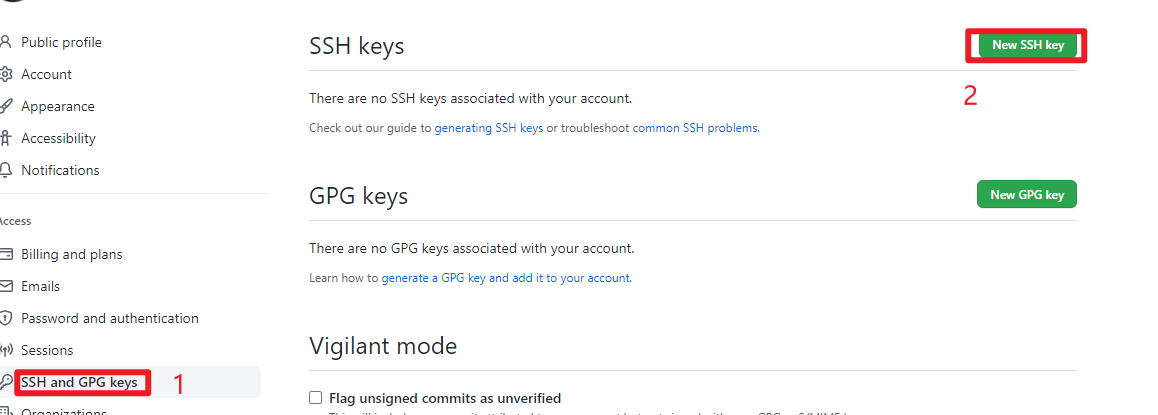 Public profile
Account
Appearance
Accessibility
Notifications
Access
Billing and plans
Emails
Password and authentication
Sessions
SSH and GPG keys
1
Organizations
SSH keys
New SSH key
2
There are no SSH keys associated with your account.
Check out our guide to generating SSH keys or troubleshoot common SSH problems.
GPG keys
New GPG key
There are no GPG keys associated with your account.
Learn how to generate a GPG key and add it to your account.
Vigilant mode
Flag unsigned commits as unverified